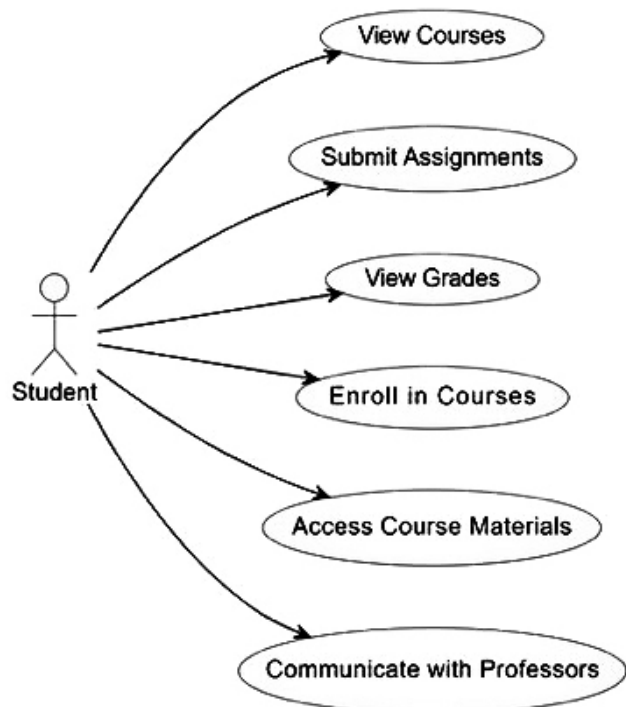 View Courses
Submit Assignments
View Grades
Student
Enroll in Courses
Access Course Materials
Communicate with Professors